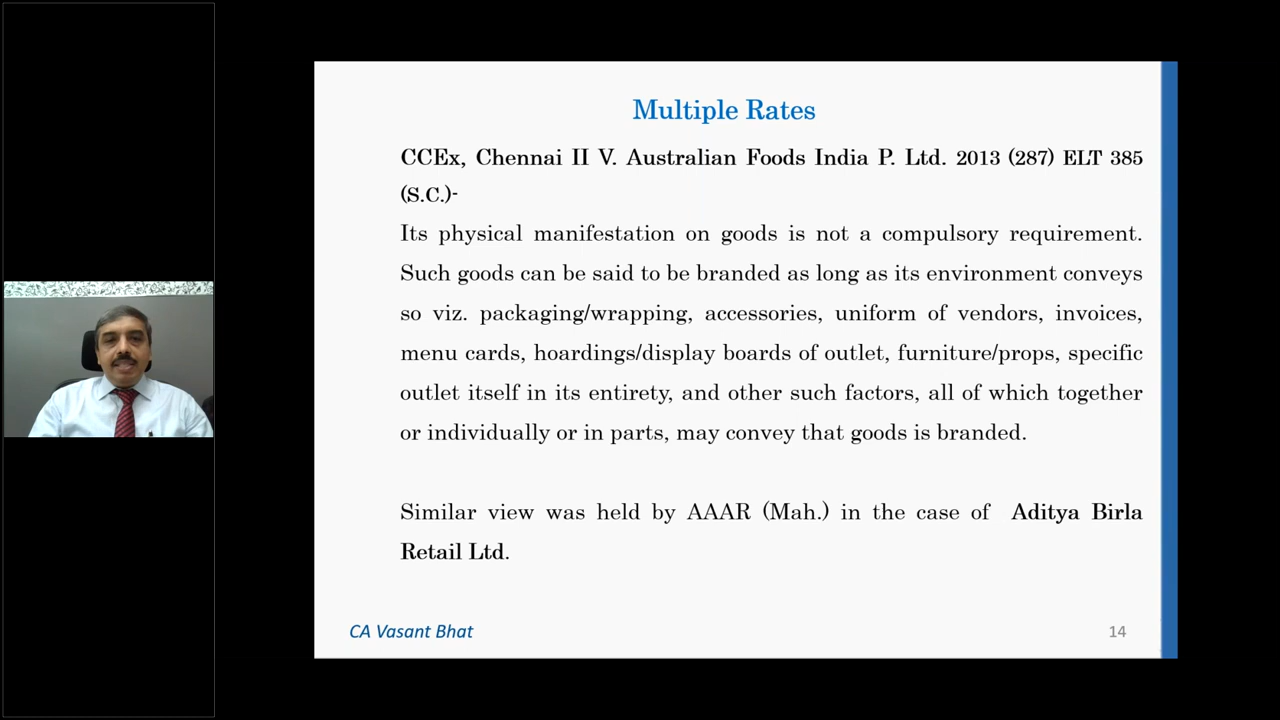 Multiple Rates
CCEx, Chennai II V. Australian Foods India P. Ltd. 2013 (287) ELT 385
(S.C.)-
Its physical manifestation on goods is not a compulsory requirement.
Such goods can be said to be branded as long as its environment conveys
so viz. packaging/wrapping, accessories, uniform of vendors, invoices,
menu cards, hoardings/display boards of outlet, furniture/props, specific
outlet itself in its entirety, and other such factors, all of which together
or individually or in parts, may convey that goods is branded.
Similar view was held by AAAR (Mah.) in the case of Aditya Birla
Retail Ltd.
CA Vasant Bhat
14